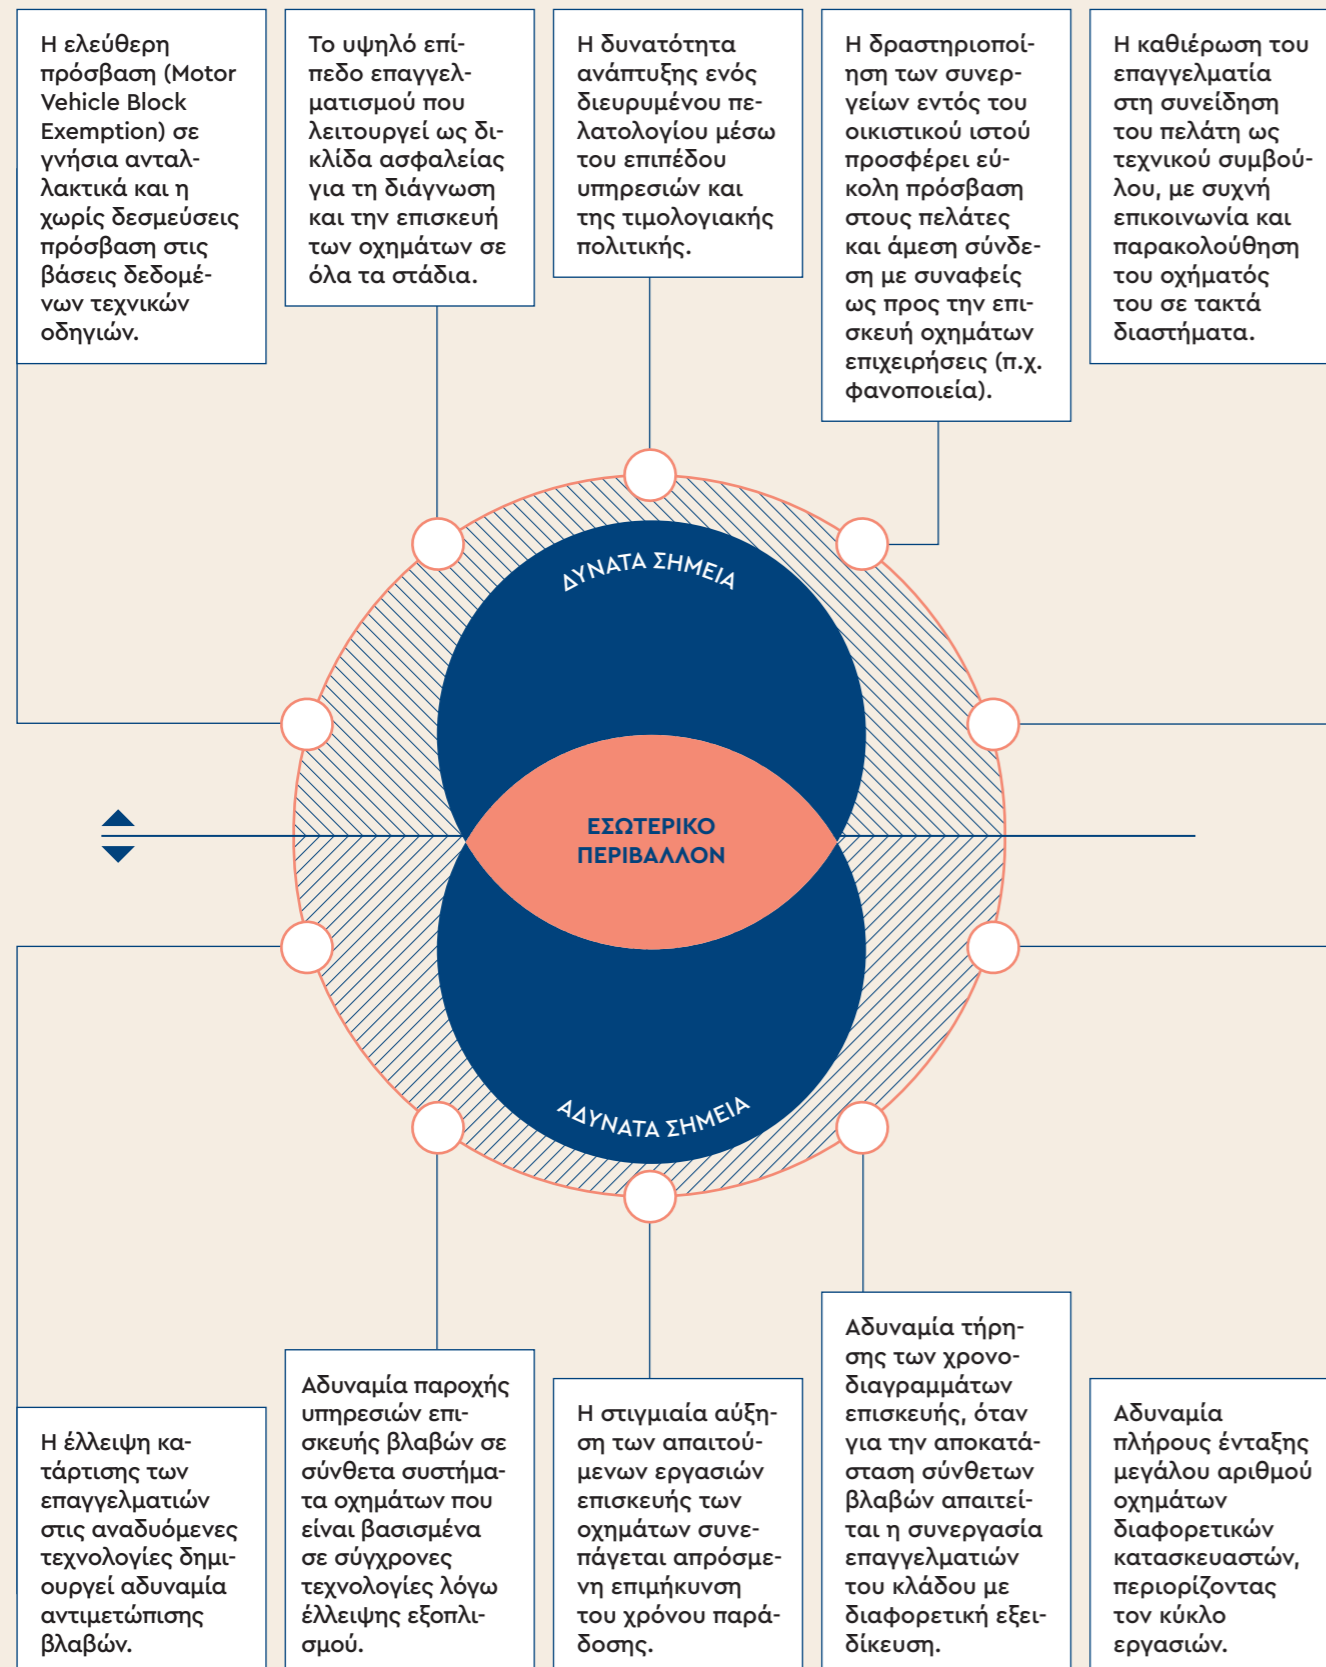 Η ελεύθερη
πρόσβαση (Motor
Vehicle Block
Exemption) σε
γνήσια ανταλ-
λακτικά και η
χωρίς δεσμεύσεις
πρόσβαση στις
βάσεις δεδομέ-
νων τεχνικών
οδηγιών.
Το υψηλό επί-
πεδο επαγγελ-
ματισμού που
λειτουργεί ως δι-
κλίδα ασφαλείας
για τη διάγνωση
και την επισκευή
των οχημάτων σε
όλα τα στάδια.
Η δυνατότητα
ανάπτυξης ενός
διευρυμένου πε-
λατολογίου μέσω
του επιπέδου
υπηρεσιών και
της τιμολογιακής
πολιτικής.
Η δραστηριοποί-
ηση των συνερ-
γείων εντός του
οικιστικού ιστού
προσφέρει εύ-
κολη πρόσβαση
στους πελάτες
και άμεση σύνδε-
ση με συναφείς
ως προς την επι-
σκευή οχημάτων
επιχειρήσεις (π.χ.
φανοποιεία).
Η καθιέρωση του
επαγγελματία
στη συνείδηση
του πελάτη ως
τεχνικού συμβού-
λου, με συχνή
επικοινωνία και
παρακολούθηση
του οχήματός
του σε τακτά
διαστήματα.
ΔΥΝΑΤΑ ΣΗΜΕΙΑ
ΕΣΩΤΕΡΙΚΟ
ΠΕΡΙΒΑΛΛΟΝ
ΑΔΥΝΑΤΑ ΣΗΜΕΙΑ
Η έλλειψη κα-
τάρτισης των
επαγγελματιών
στις αναδυόμενες
τεχνολογίες δημι-
ουργεί αδυναμία
αντιμετώπισης
βλαβών.
Αδυναμία παροχής
υπηρεσιών επι-
σκευής βλαβών σε
σύνθετα συστήμα-
τα οχημάτων που
είναι βασισμένα
σε σύγχρονες
τεχνολογίες λόγω
έλλειψης εξοπλι-
σμού.
Η στιγμιαία αύξη-
ση των απαιτού-
μενων εργασιών
επισκευής των
οχημάτων συνε-
πάγεται απρόσμε-
νη επιμήκυνση
του χρόνου παρά-
δοσης.
Αδυναμία τήρη-
σης των χρονο-
διαγραμμάτων
επισκευής, όταν
για την αποκατά-
σταση σύνθετων
βλαβών απαιτεί-
ται η συνεργασία
επαγγελματιών
του κλάδου με
διαφορετική εξει-
δίκευση.
Αδυναμία
πλήρους ένταξης
μεγάλου αριθμού
οχημάτων
διαφορετικών
κατασκευαστών,
περιορίζοντας
τον κύκλο
εργασιών.